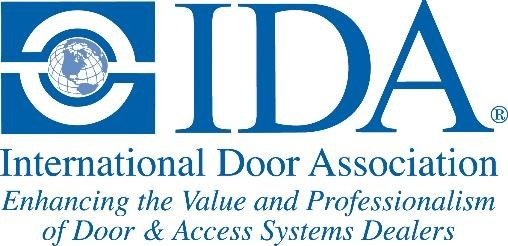 IDA®
International Door Association
Enhancing the Value and Professionalism
of Door & Access Systems Dealers